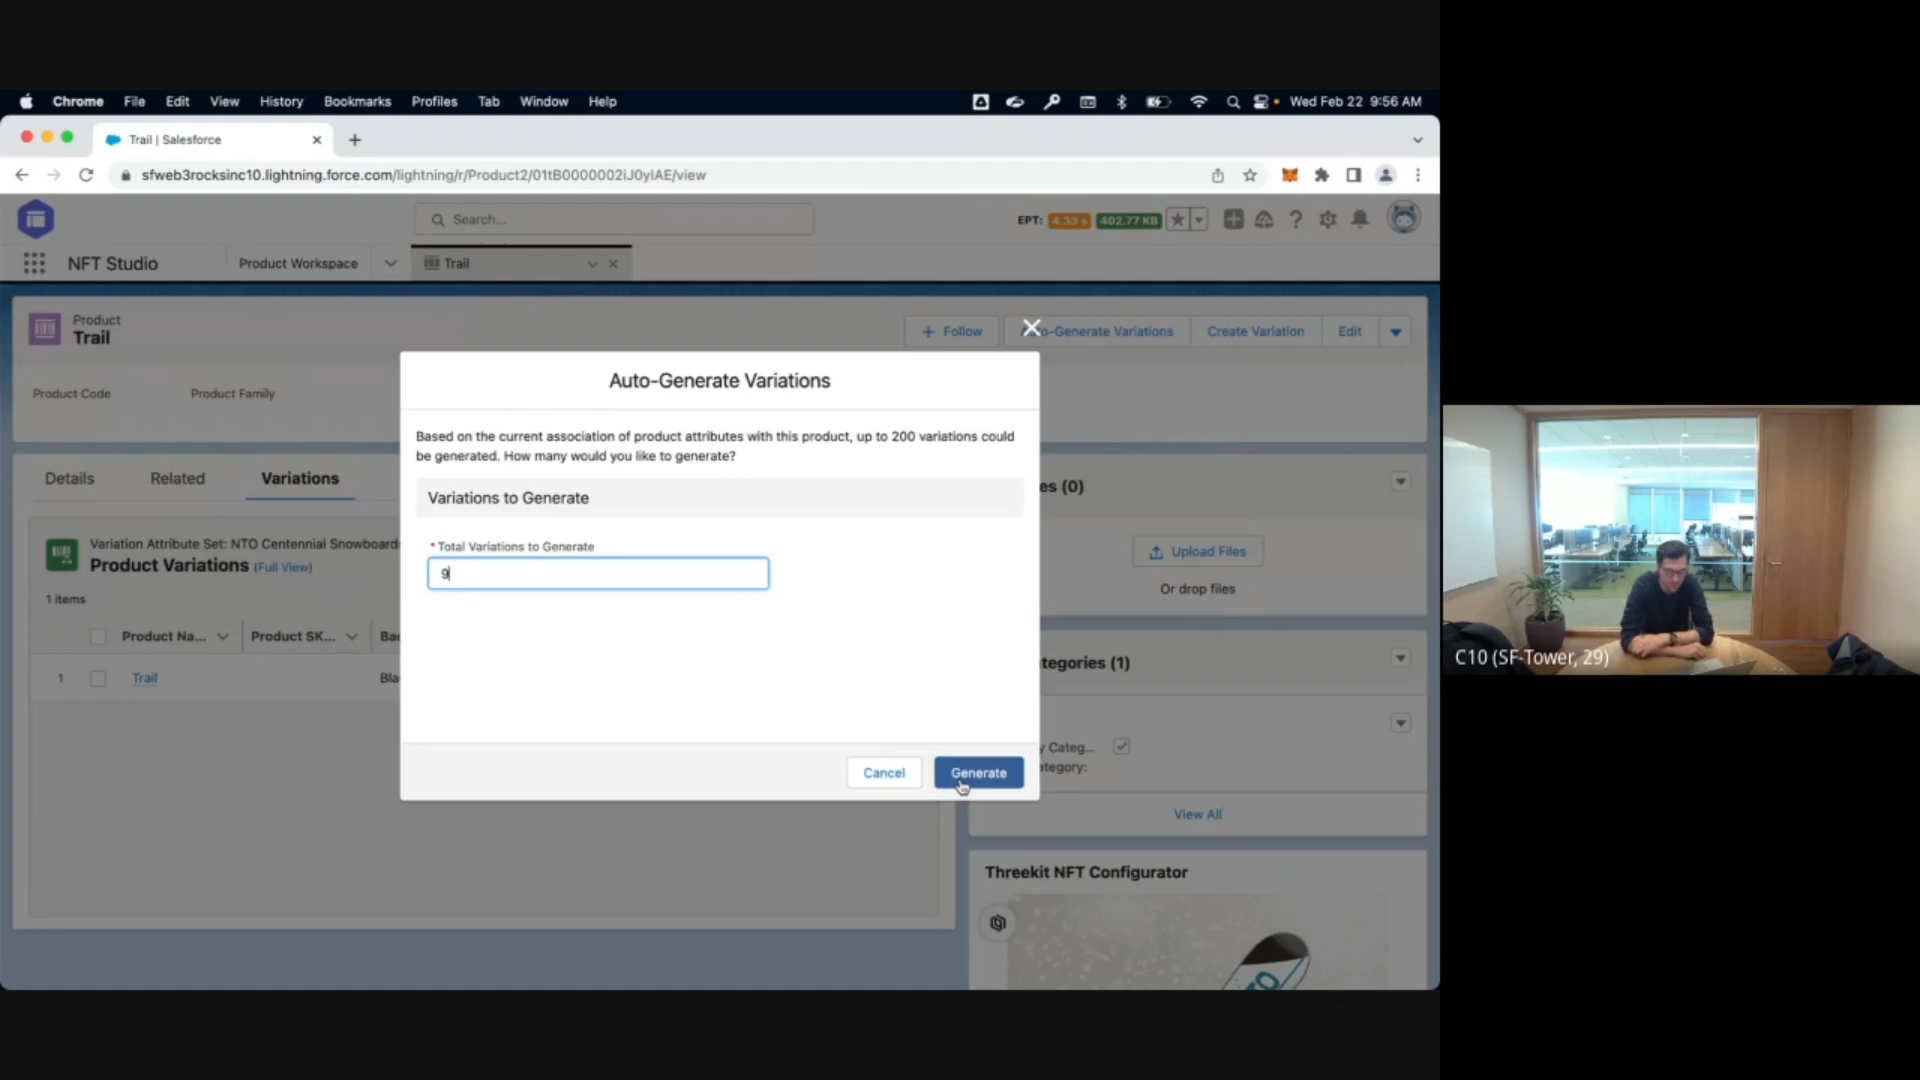 Chrome File Edit View History Bookmarks Profiles Tab Window Help Wed Feb 22 9:56 AM
Trail | Salesforce
sfweb3rocksinc10.lightning.force.com/lightning/r/Product2/01tB0000002iJ0yIAE/view
Search...
EPT: 4.33 s 402.77 KB
NFT Studio Product Workspace Trail
Product
Trail
Follow
o-Generate Variations
Create Variation
Edit
Product Code
Product Family
Auto-Generate Variations
Based on the current association of product attributes with this product, up to 200 variations could
be generated. How many would you like to generate?
Variations to Generate
*Total Variations to Generate
9
Cancel
Generate
Details
Related
Variations
Variation Attribute Set: NTO Centennial Snowboard
Product Variations (Full View)
1 items
Product Na...
Product SK...
Bac
1
Trail
Bla
es (0)
Upload Files
Or drop files
tegories (1)
y Categ...
ategory:
View All
Threekit NFT Configurator
C10 (SF-Tower, 29)